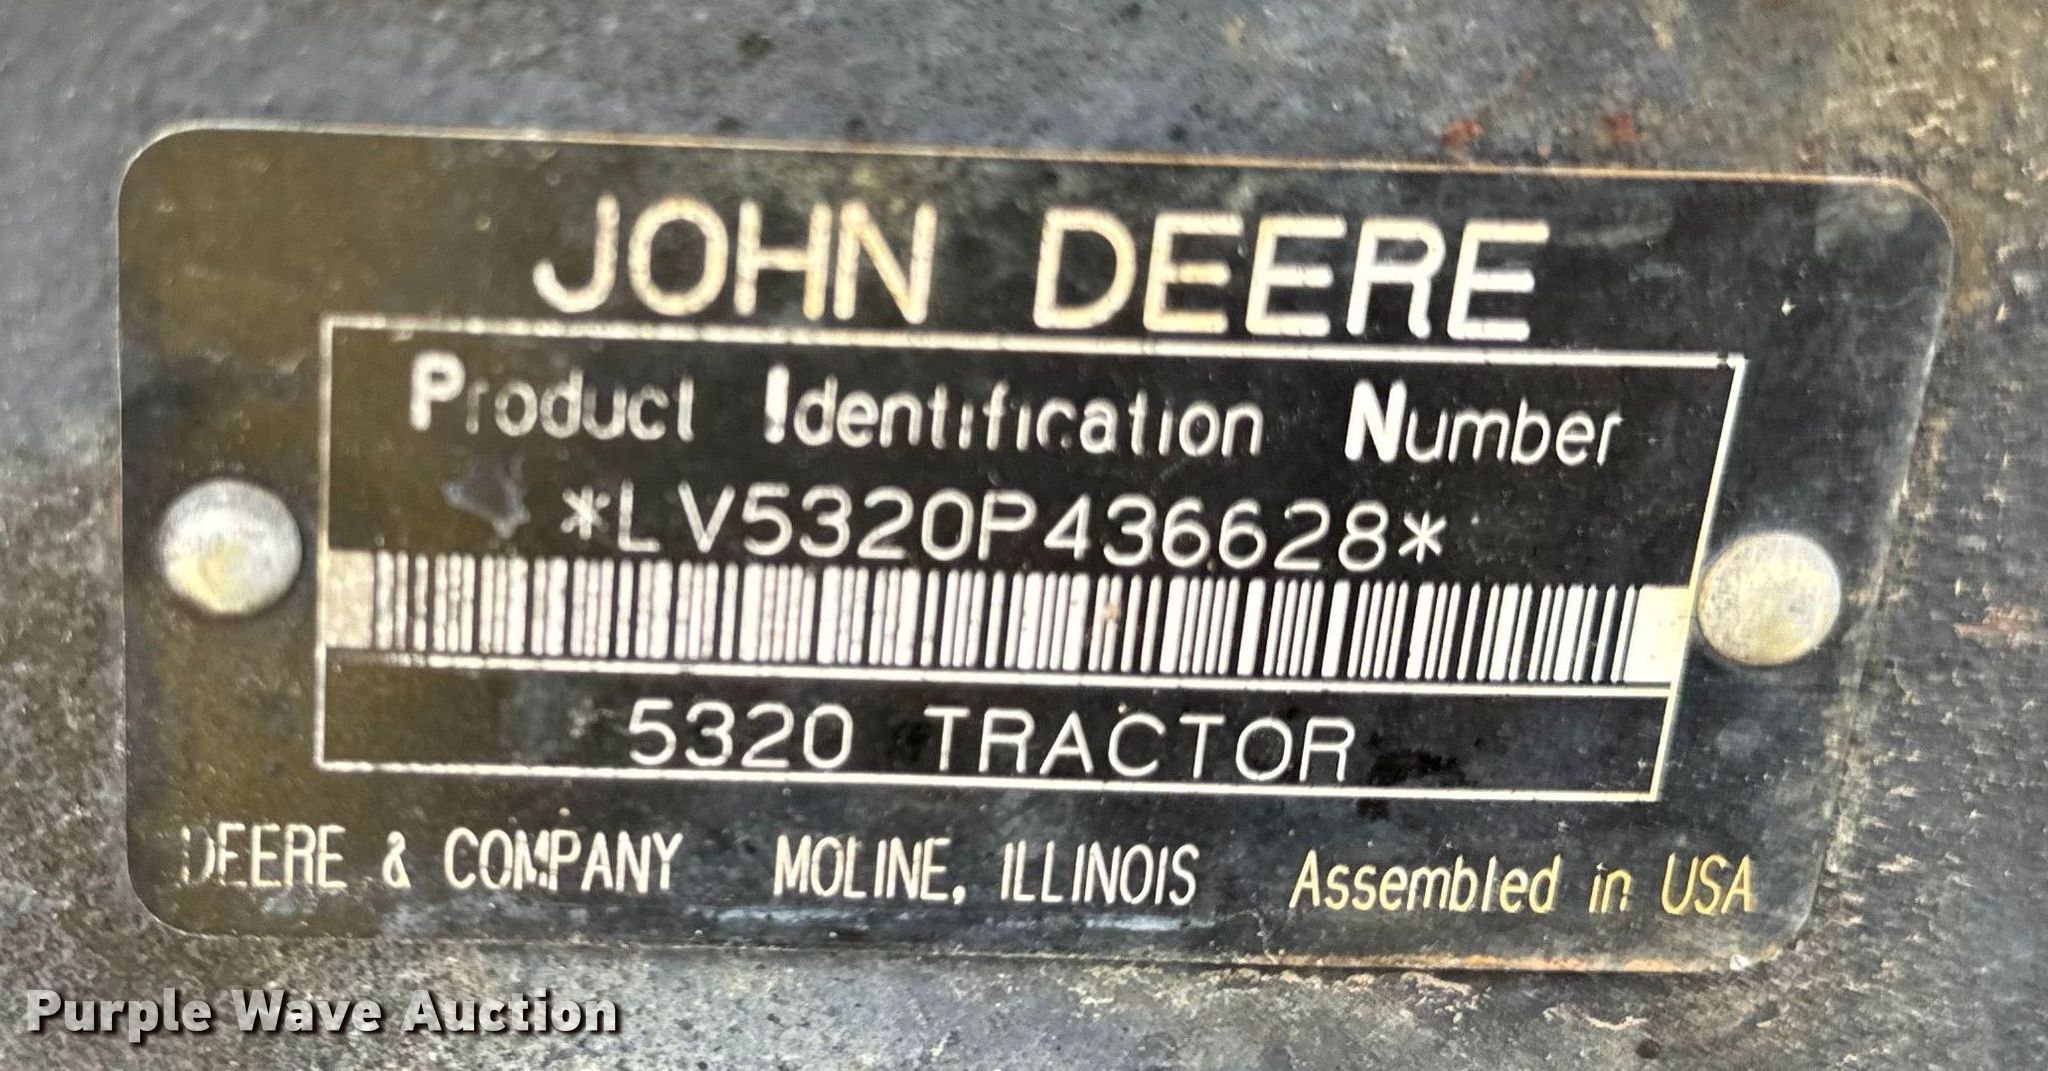 JOHN DEERE
Product Identification Number
*LV5320P436628*
5320 TRACTOR
DEERE & COMPANY MOLINE, ILLINOIS Assembled in USA
Purple Wave Auction